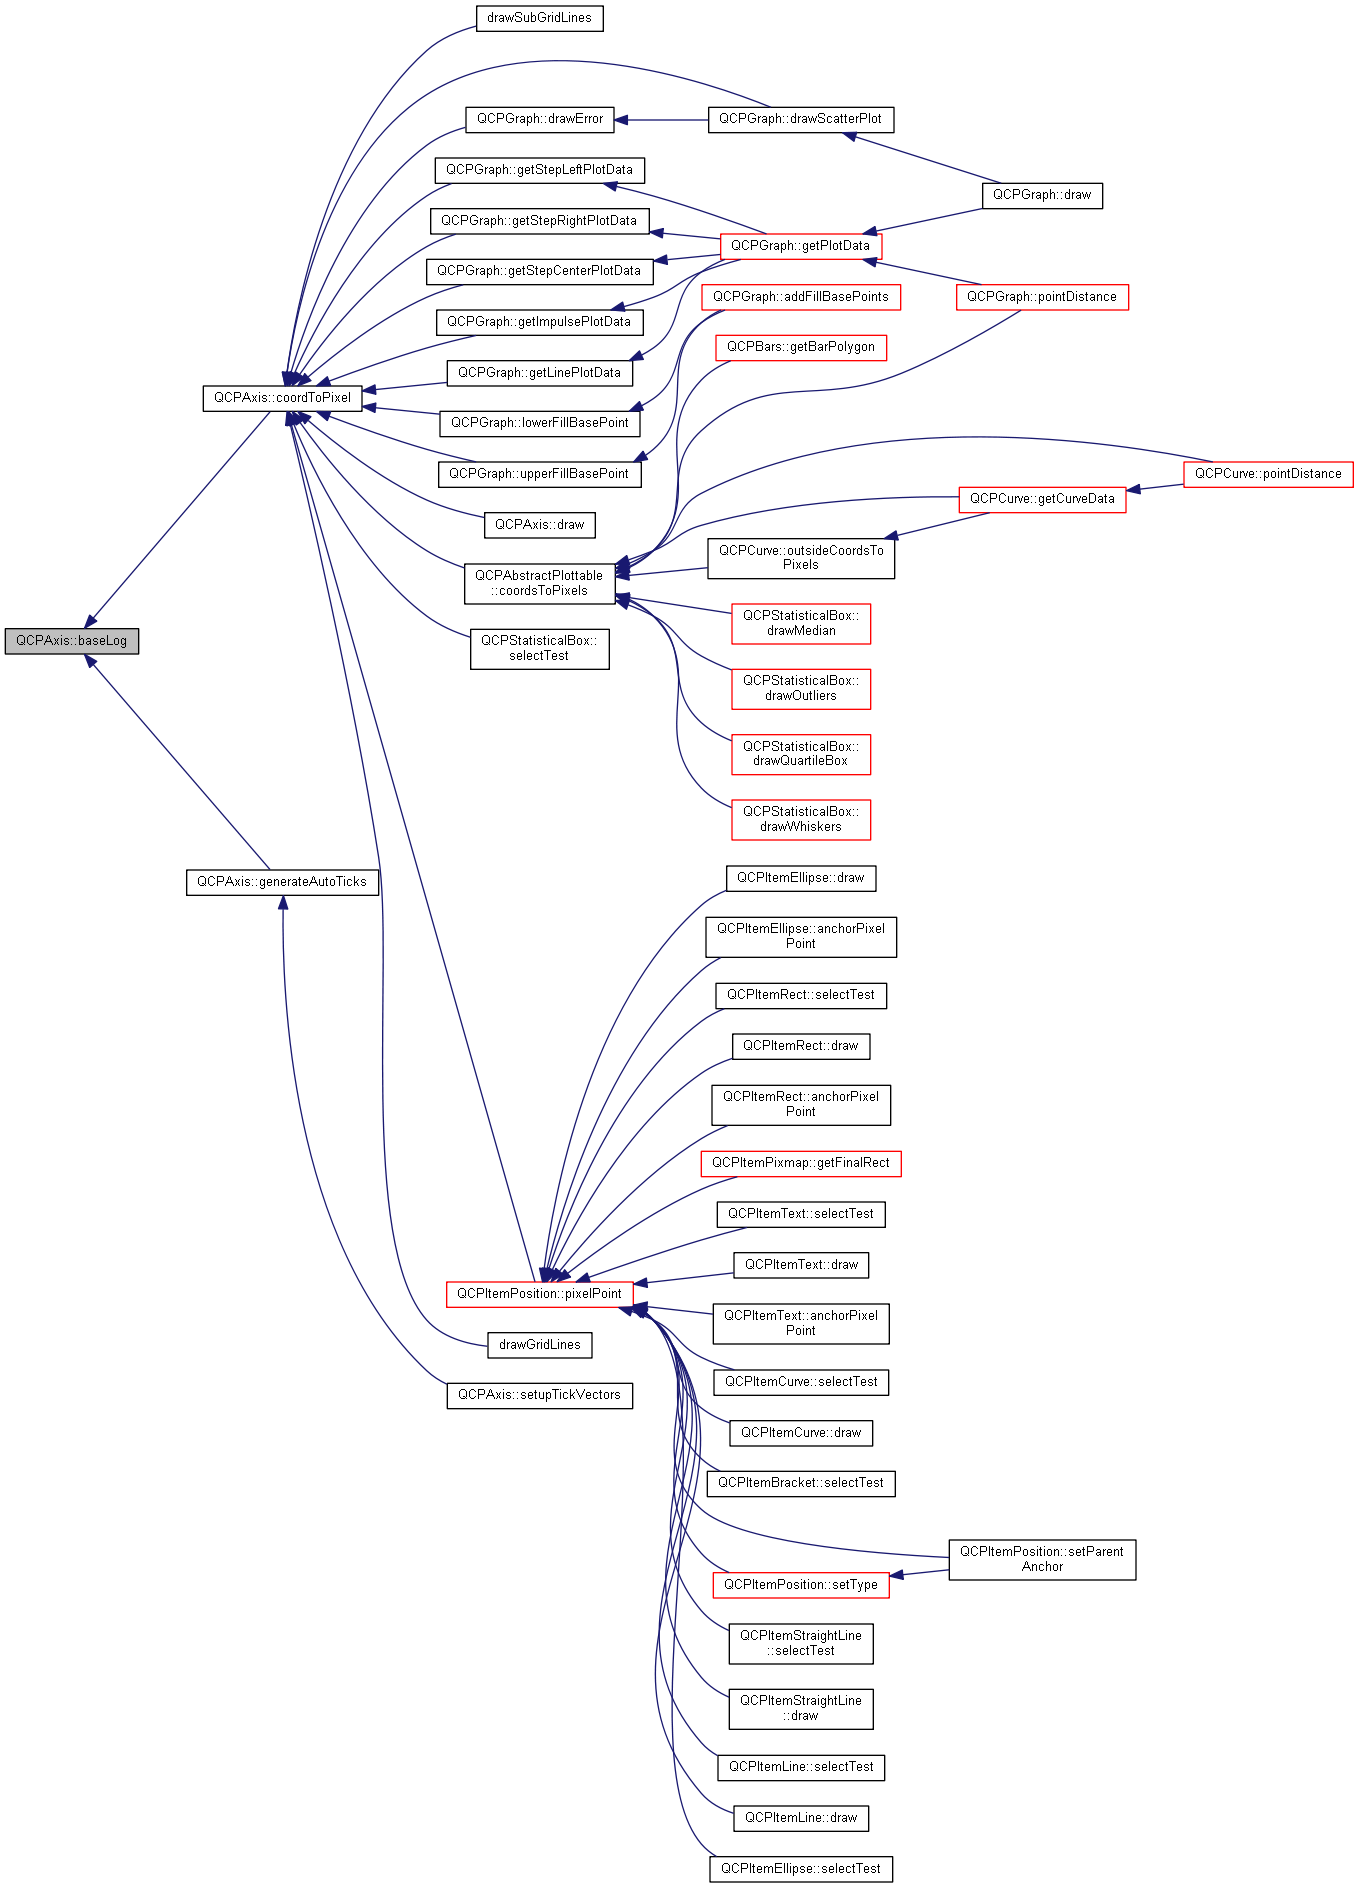 drawSubGridLines
QCPGraph::drawError
QCPGraph::drawScatterPlot
QCPGraph::getStepLeftPlotData
QCPGraph::draw
QCPGraph::getStepRightPlotData
QCPGraph::getPlotData
QCPGraph::getStepCenterPlotData
QCPGraph::addFillBasePoints
QCPGraph::pointDistance
QCPGraph::getImpulsePlotData
QCPBars::getBarPolygon
QCPGraph::getLinePlotData
QCPAxis::coordToPixel
QCPGraph::lowerFillBasePoint
QCPGraph::upperFillBasePoint
QCPCurve::pointDistance
QCPCurve::getCurveData
QCPAxis::draw
QCPCurve::outsideCoordsTo
Pixels
QCPAbstractPlottable
::coordsToPixels
QCPStatisticalBox::
drawMedian
QCPAxis::baseLog
QCPStatisticalBox::
selectTest
QCPStatisticalBox::
drawOutliers
QCPStatisticalBox::
drawQuartileBox
QCPStatisticalBox::
drawWhiskers
QCPItemEllipse::draw
QCPAxis::generateAutoTicks
QCPItemEllipse::anchorPixel
Point
QCPItemRect::selectTest
QCPItemRect::draw
QCPItemRect::anchorPixel
Point
QCPItemPixmap::getFinalRect
QCPItemText::selectTest
QCPItemText::draw
QCPItemPosition::pixelPoint
QCPItemText::anchorPixel
Point
drawGridLines
QCPItemCurve::selectTest
QCPAxis::setupTickVectors
QCPItemCurve::draw
QCPItemBracket::selectTest
QCPItemPosition::setParent
Anchor
QCPItemPosition::setType
QCPItemStraightLine
::selectTest
QCPItemStraightLine
::draw
QCPItemLine::selectTest
QCPItemLine::draw
QCPItemEllipse::selectTest